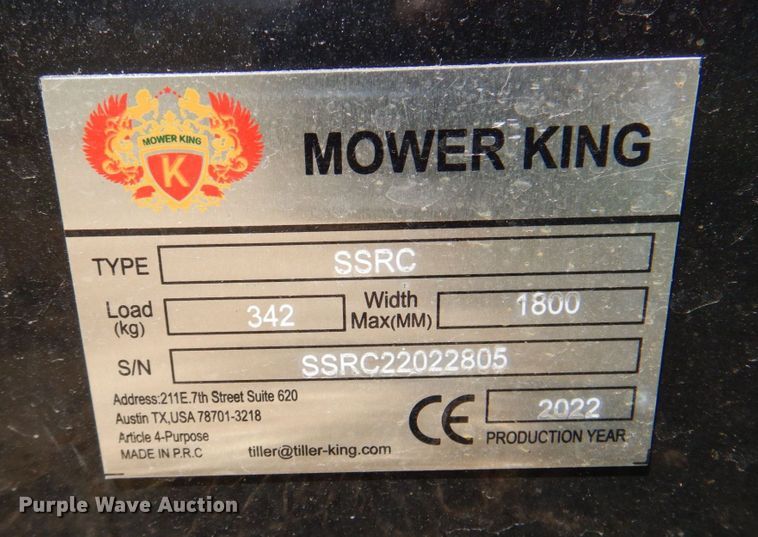 MOWER KING
K
MOWER KING
TYPE SSRC
Load (kg) 342 Width Max(MM) 1800
S/N SSRC22022805
Address:211E.7th Street Suite 620
Austin TX,USA 78701-3218
Article 4-Purpose
MADE IN P.R.C tiller@tiller-king.com
CE 2022
PRODUCTION YEAR
Purple Wave Auction